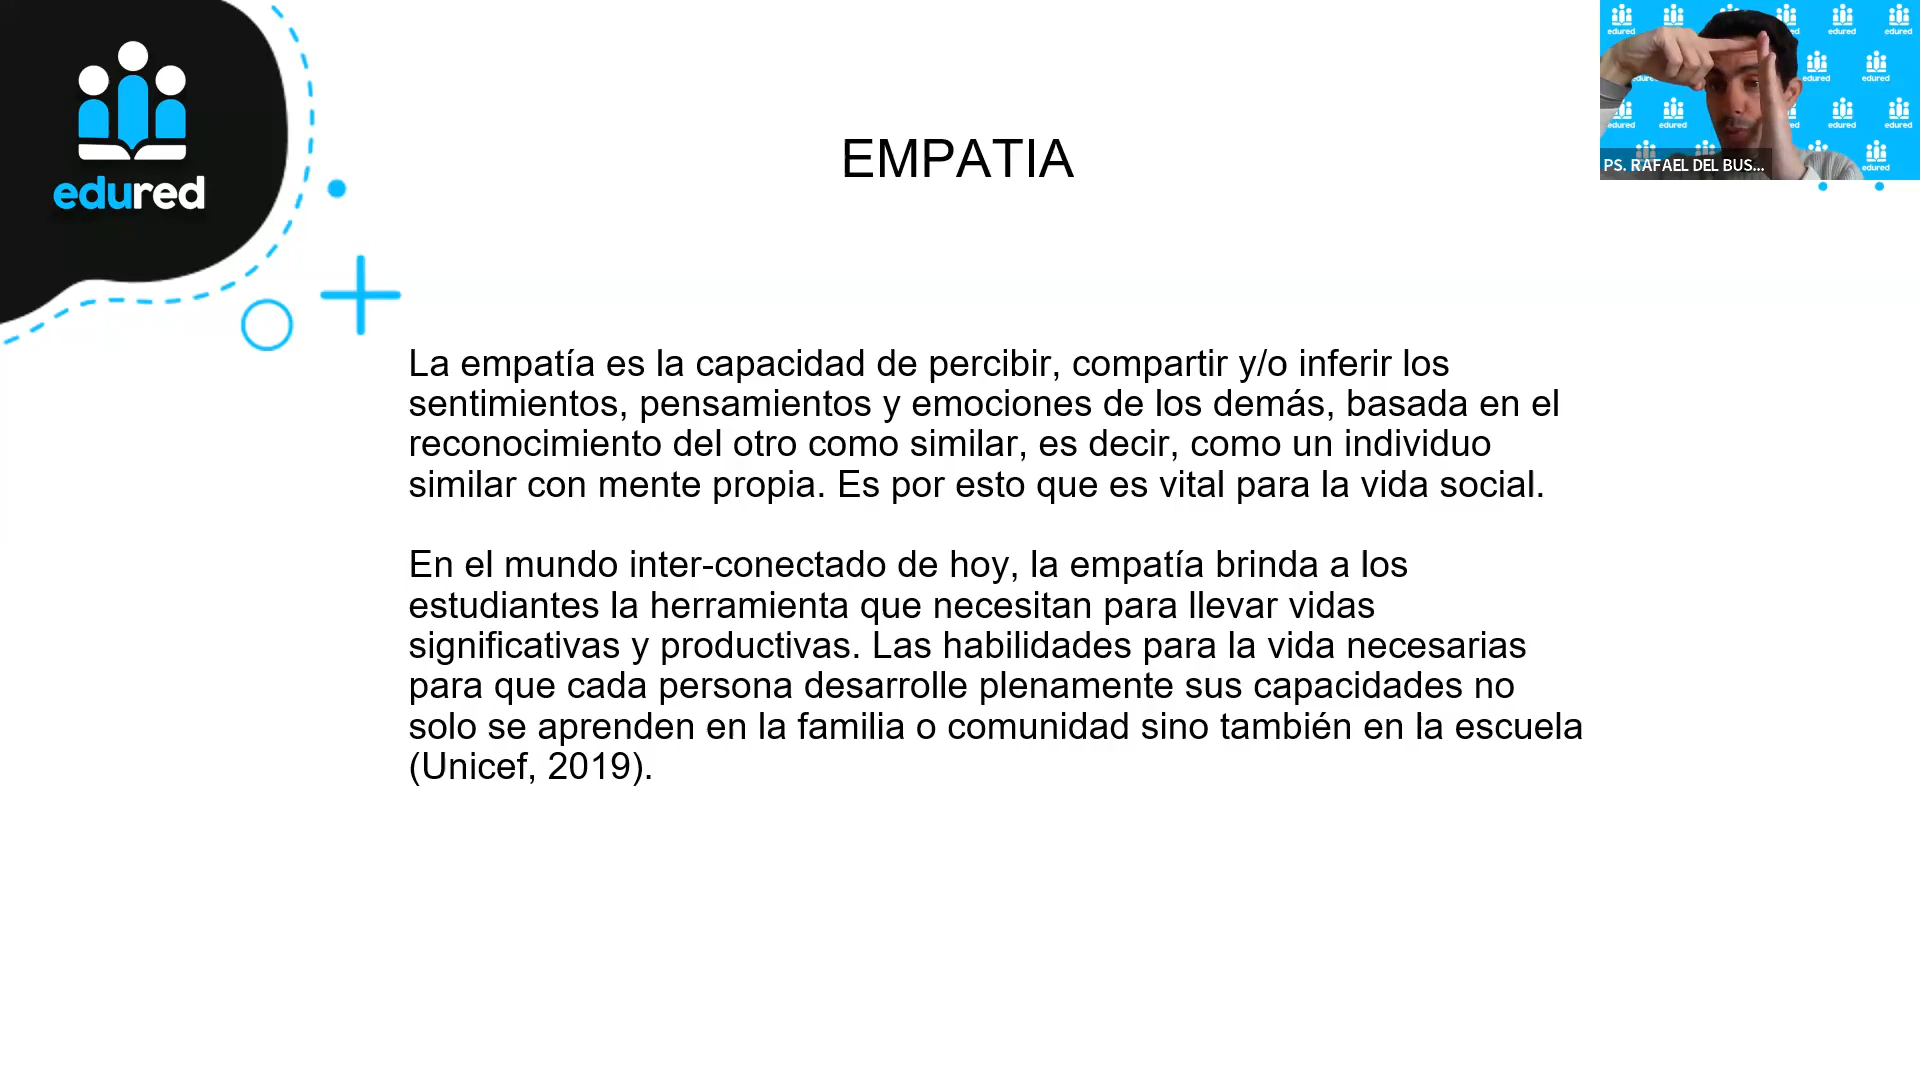 edured
EMPATIA
PS. RAFAEL DEL BUS...
La empatía es la capacidad de percibir, compartir y/o inferir los
sentimientos, pensamientos y emociones de los demás, basada en el
reconocimiento del otro como similar, es decir, como un individuo
similar con mente propia. Es por esto que es vital para la vida social.
En el mundo inter-conectado de hoy, la empatía brinda a los
estudiantes la herramienta que necesitan para llevar vidas
significativas y productivas. Las habilidades para la vida necesarias
para que cada persona desarrolle plenamente sus capacidades no
solo se aprenden en la familia o comunidad sino también en la escuela
(Unicef, 2019).